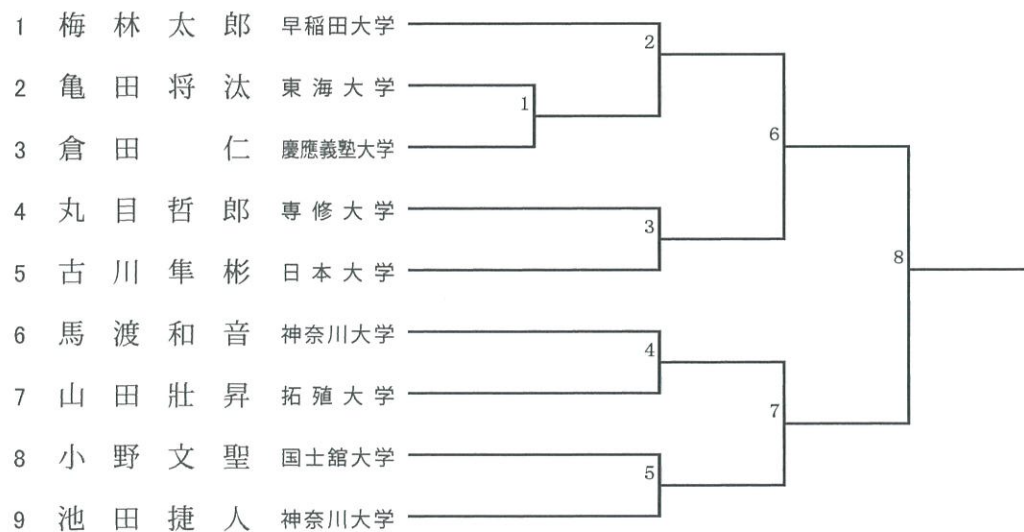 1 梅林太郎 早稲田大学
2 亀田将汰 東海大学
3 倉田仁 慶應義塾大学
4 丸目哲郎 専修大学
5 古川隼彬 日本大学
6 馬渡和音 神奈川大学
7 山田壯昇 拓殖大学
8 小野文聖 国士舘大学
9 池田捷人 神奈川大学
2
1
6
3
8
4
7
5